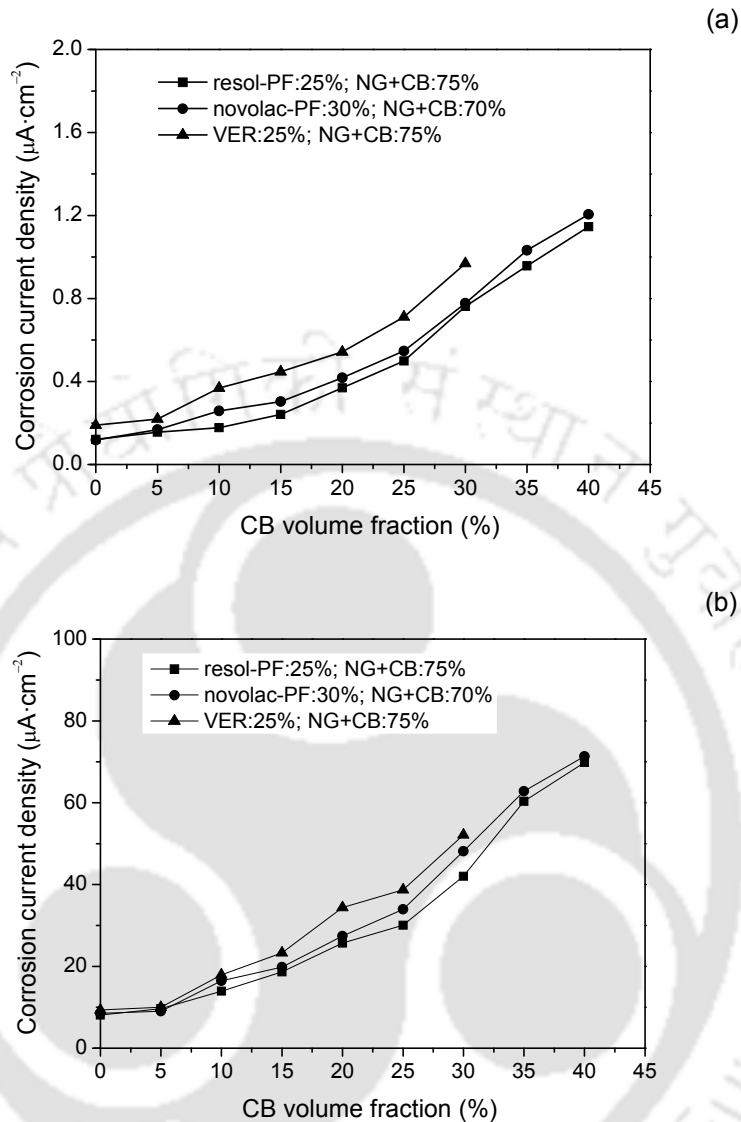 (a)
2.0
1.6
1.2
0.8
0.4
0.0
Corrosion current density (μA·cm⁻²)
resol-PF:25%; NG+CB:75%
novolac-PF:30%; NG+CB:70%
VER:25%; NG+CB:75%
0 5 10 15 20 25 30 35 40 45
CB volume fraction (%)
(b)
100
80
60
40
20
0
Corrosion current density (μA·cm⁻²)
resol-PF:25%; NG+CB:75%
novolac-PF:30%; NG+CB:70%
VER:25%; NG+CB:75%
0 5 10 15 20 25 30 35 40 45
CB volume fraction (%)